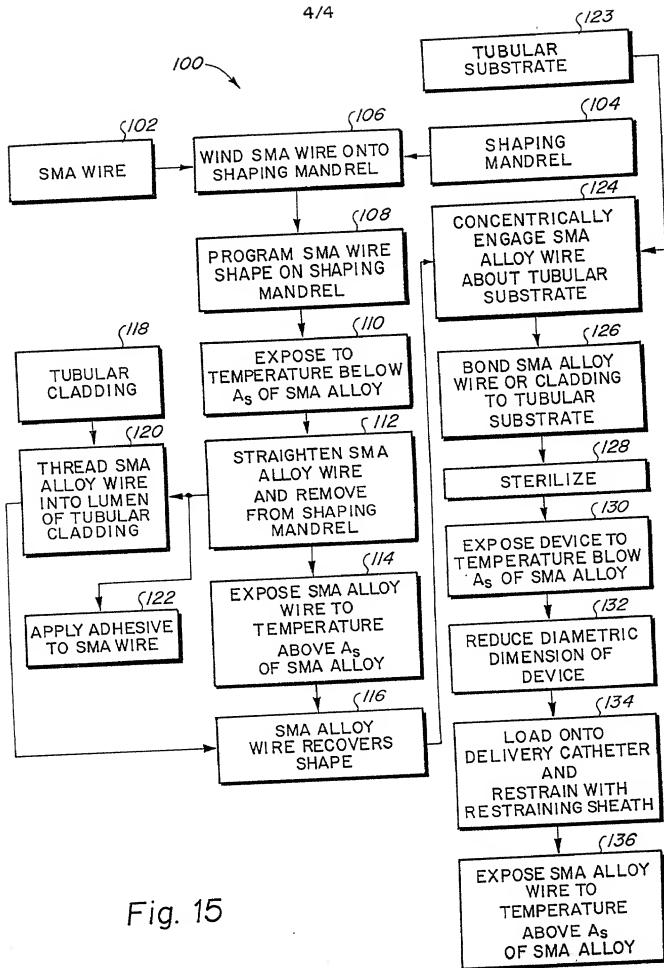 4/4
100
123
TUBULAR
SUBSTRATE
102
SMA WIRE
106
WIND SMA WIRE ONTO
SHAPING MANDREL
104
SHAPING
MANDREL
108
PROGRAM SMA WIRE
SHAPE ON SHAPING
MANDREL
124
CONCENTRICALLY
ENGAGE SMA
ALLOY WIRE
ABOUT TUBULAR
SUBSTRATE
110
EXPOSE TO
TEMPERATURE BELOW
As OF SMA ALLOY
118
TUBULAR
CLADDING
126
BOND SMA ALLOY
WIRE OR CLADDING
TO TUBULAR
SUBSTRATE
112
STRAIGHTEN SMA
ALLOY WIRE
AND REMOVE
FROM SHAPING
MANDREL
120
THREAD SMA
ALLOY WIRE
INTO LUMEN
OF TUBULAR
CLADDING
128
STERILIZE
130
EXPOSE DEVICE TO
TEMPERATURE BLOW
As OF SMA ALLOY
114
EXPOSE SMA ALLOY
WIRE TO
TEMPERATURE
ABOVE As
OF SMA ALLOY
122
APPLY ADHESIVE
TO SMA WIRE
132
REDUCE DIAMETRIC
DIMENSION OF
DEVICE
116
SMA ALLOY
WIRE RECOVERS
SHAPE
134
LOAD ONTO
DELIVERY CATHETER
AND
RESTRAIN WITH
RESTRAINING SHEATH
136
EXPOSE SMA ALLOY
WIRE TO
TEMPERATURE
ABOVE As
OF SMA ALLOY
Fig. 15